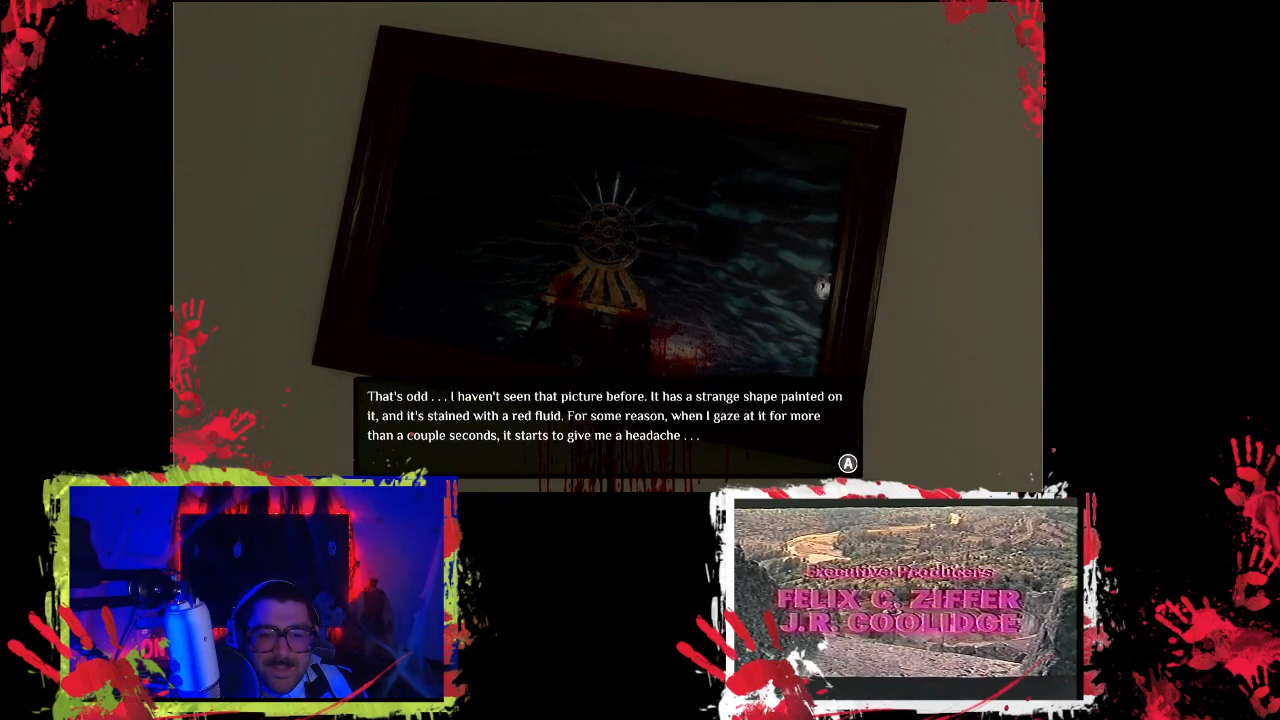 That's odd . . . I haven't seen that picture before. It has a strange shape painted on
it, and it's stained with a red fluid. For some reason, when I gaze at it for more
than a couple seconds, it starts to give me a headache . . .
A
ON
Executive Producers
FELIX C. ZIFFER
J.R. COOLIDGE